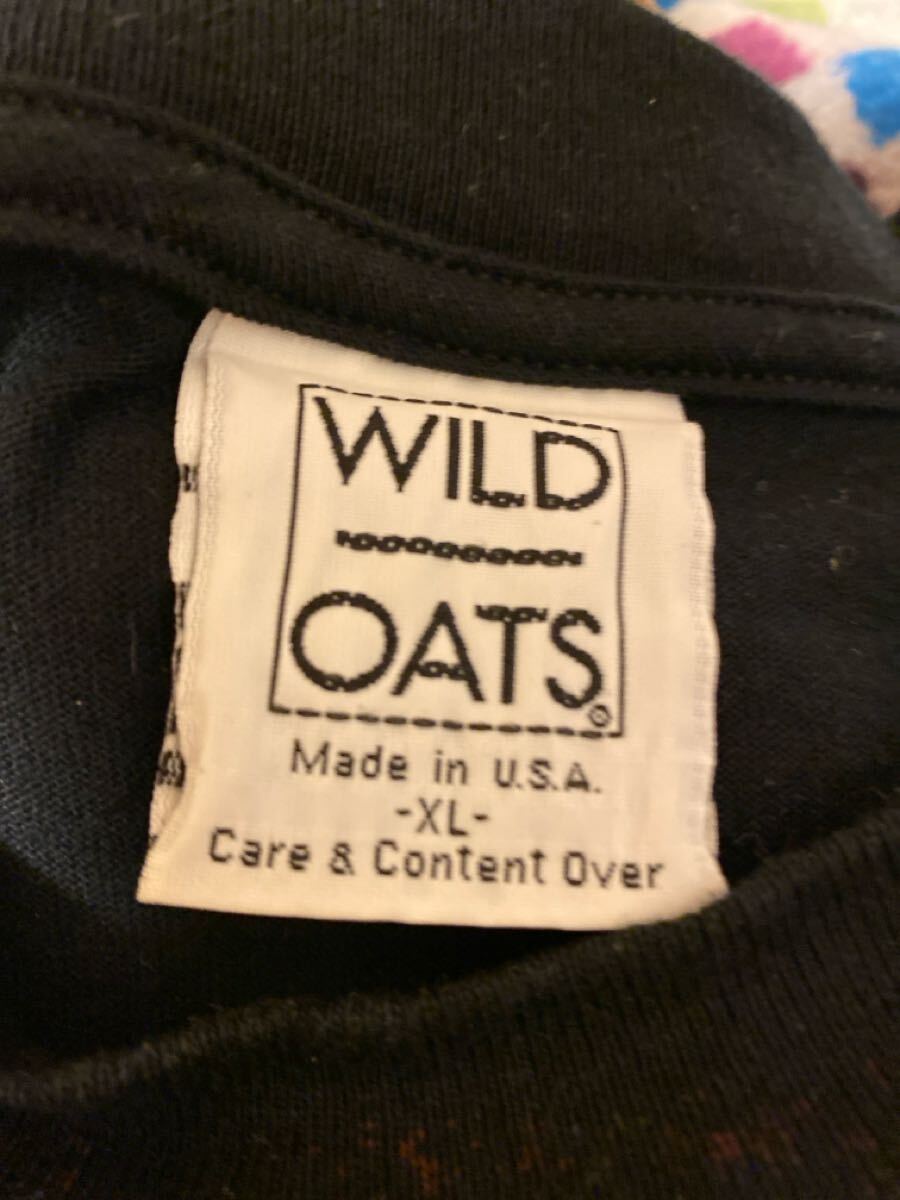 WILD
OATS®
Made in U.S.A.
-XL-
Care & Content Over